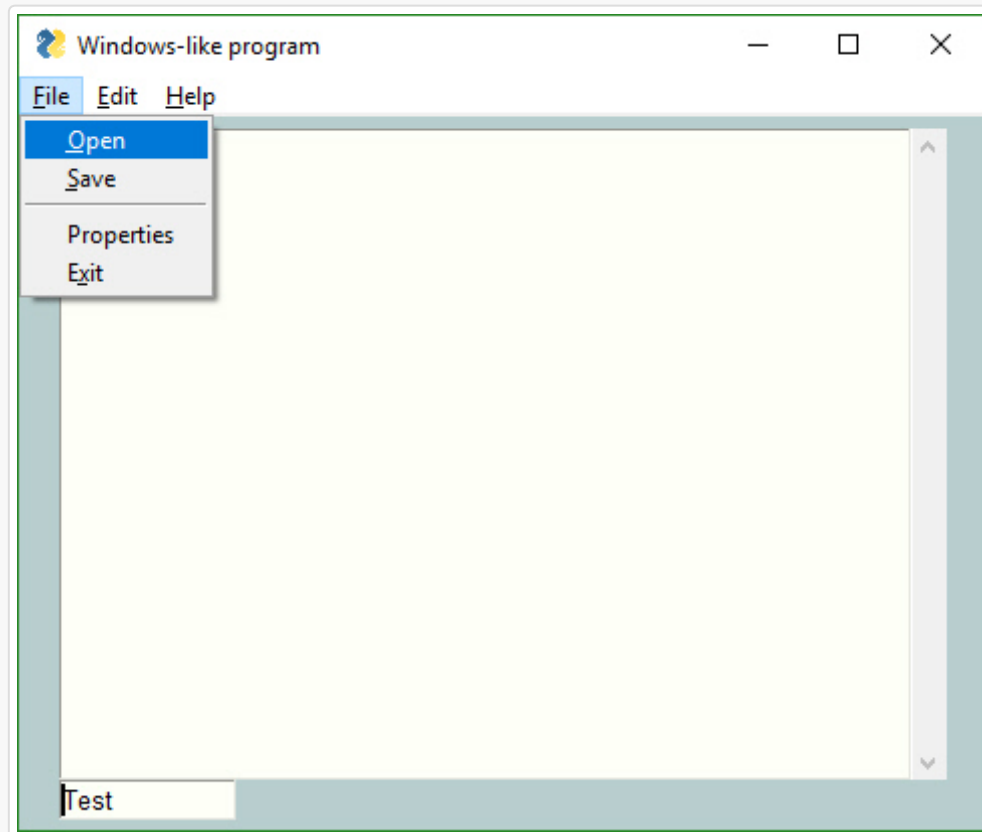 Windows-like program
File Edit Help
Open
Save
Properties
Exit
Test